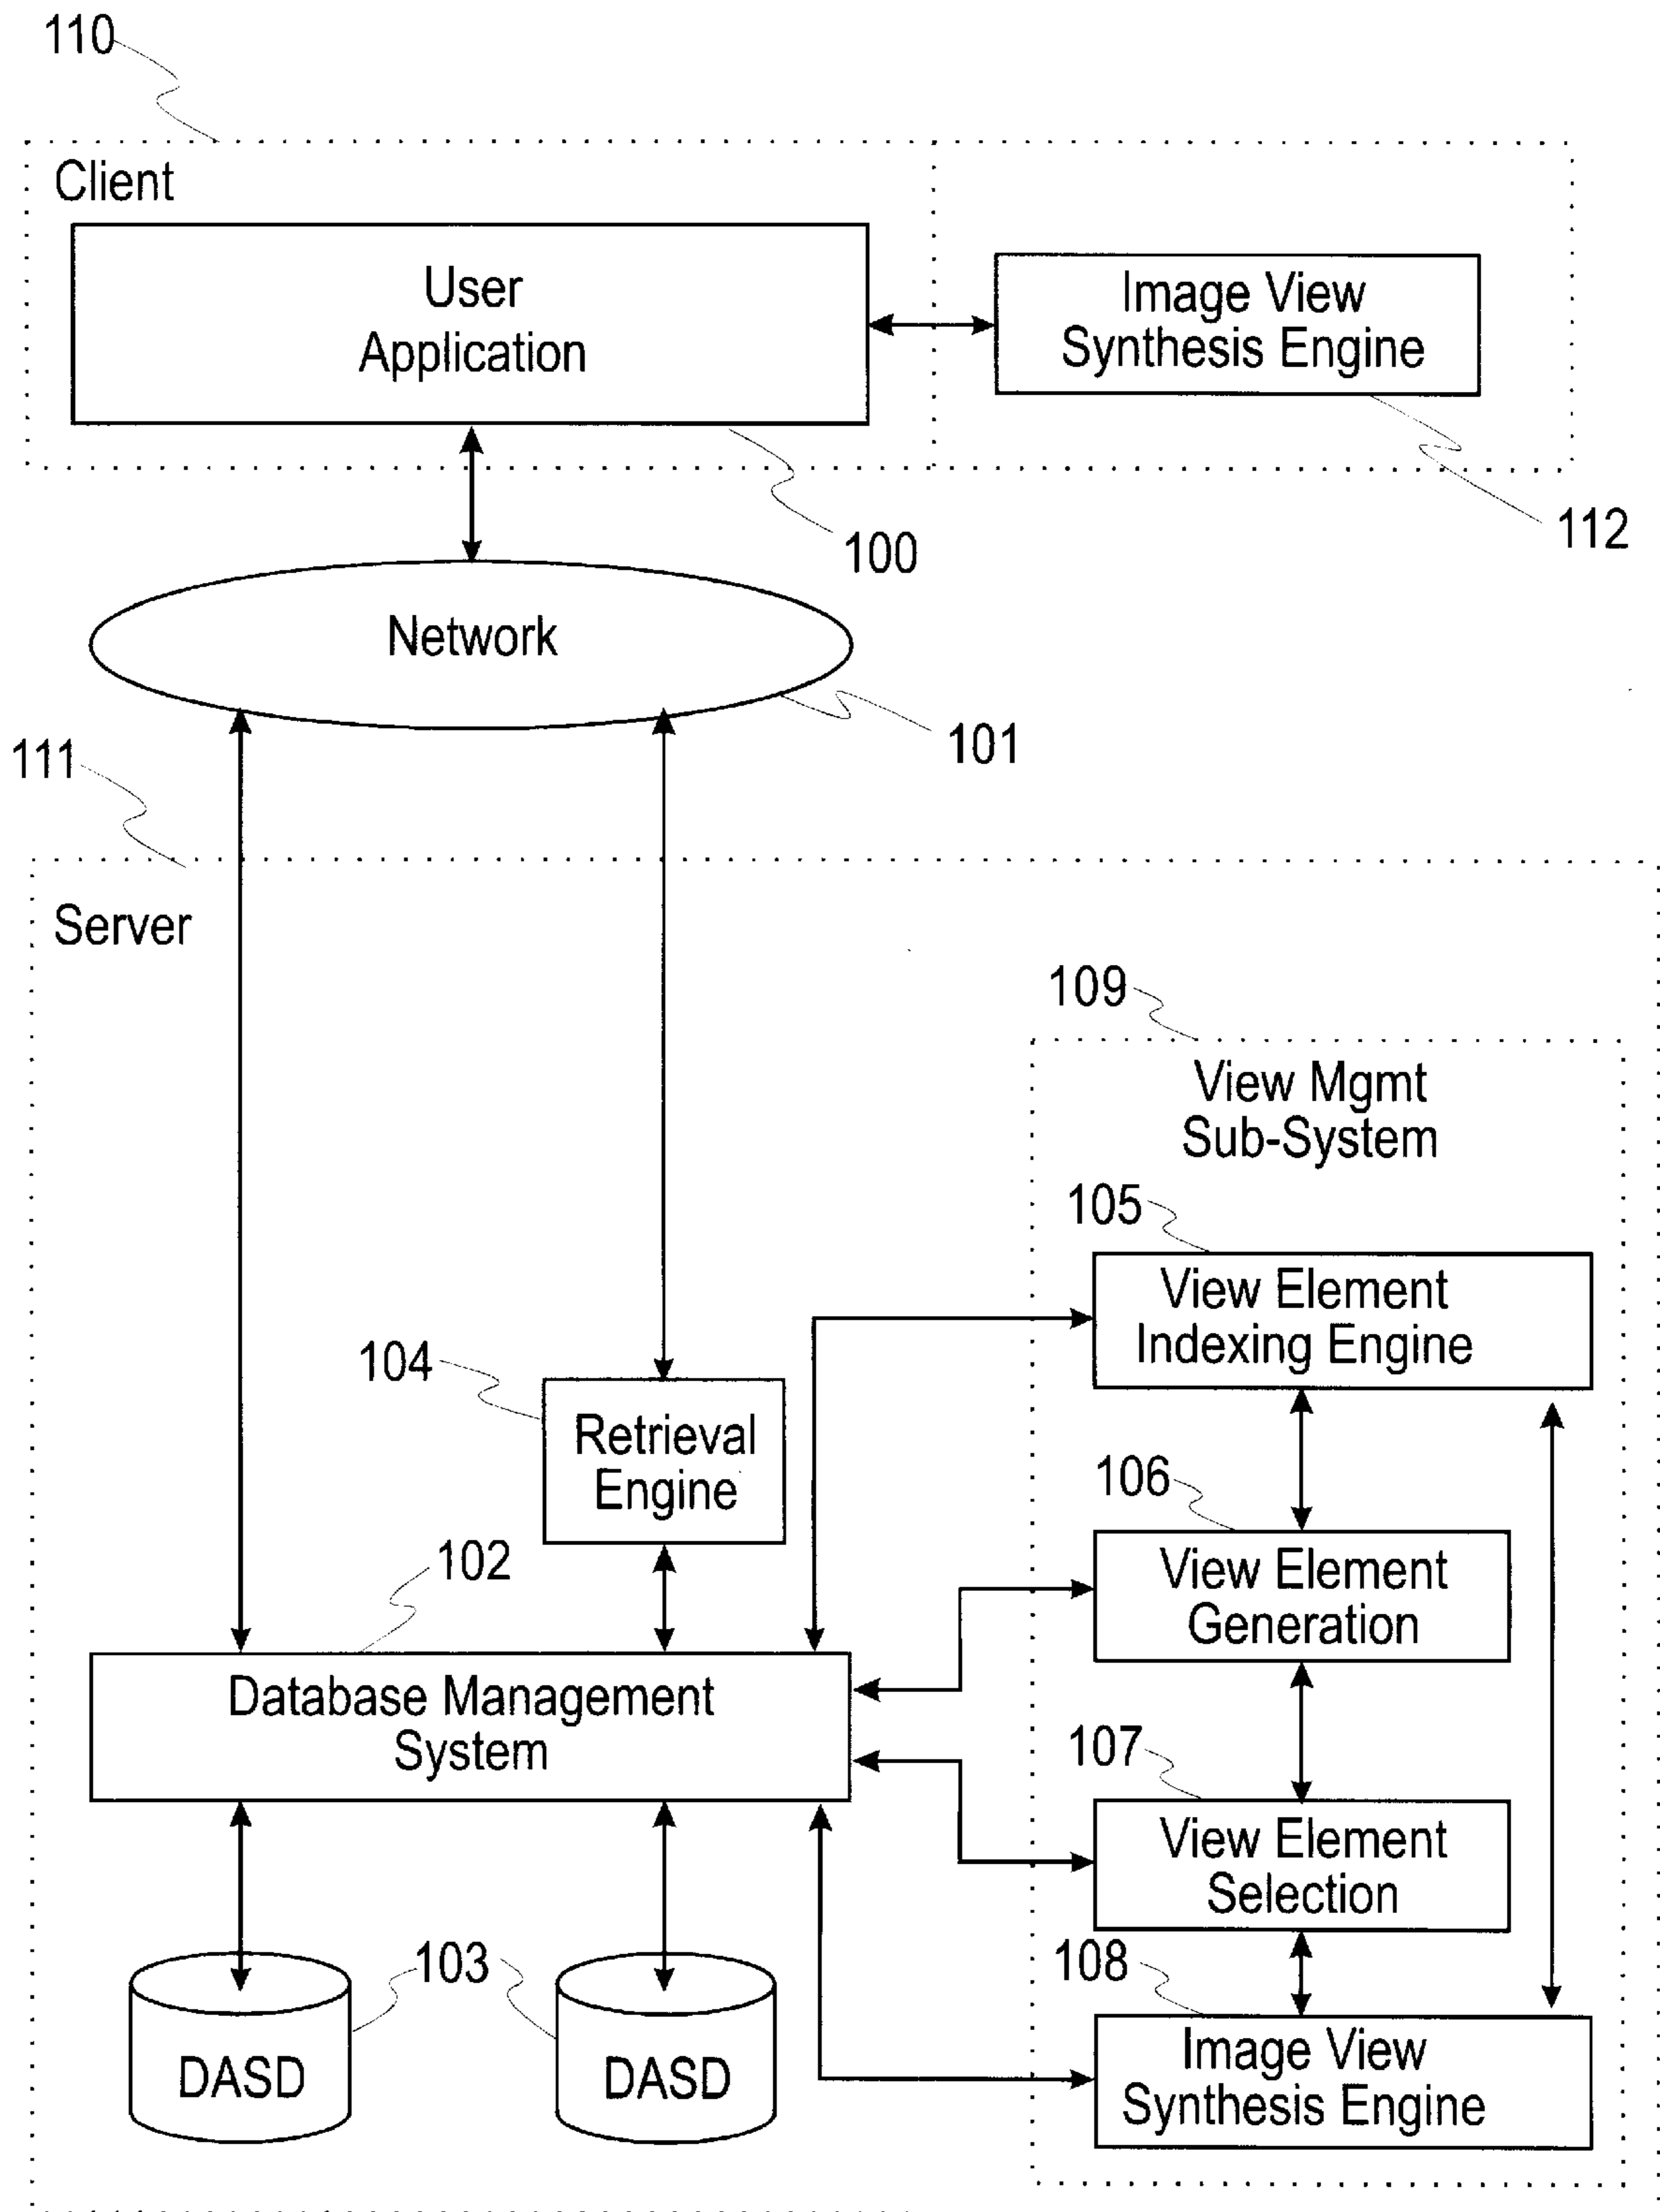 110
Client
User
Application
Image View
Synthesis Engine
100
112
Network
101
111
Server
109
View Mgmt
Sub-System
105
View Element
Indexing Engine
104
Retrieval
Engine
106
View Element
Generation
102
Database Management
System
107
View Element
Selection
103
108
DASD
DASD
Image View
Synthesis Engine